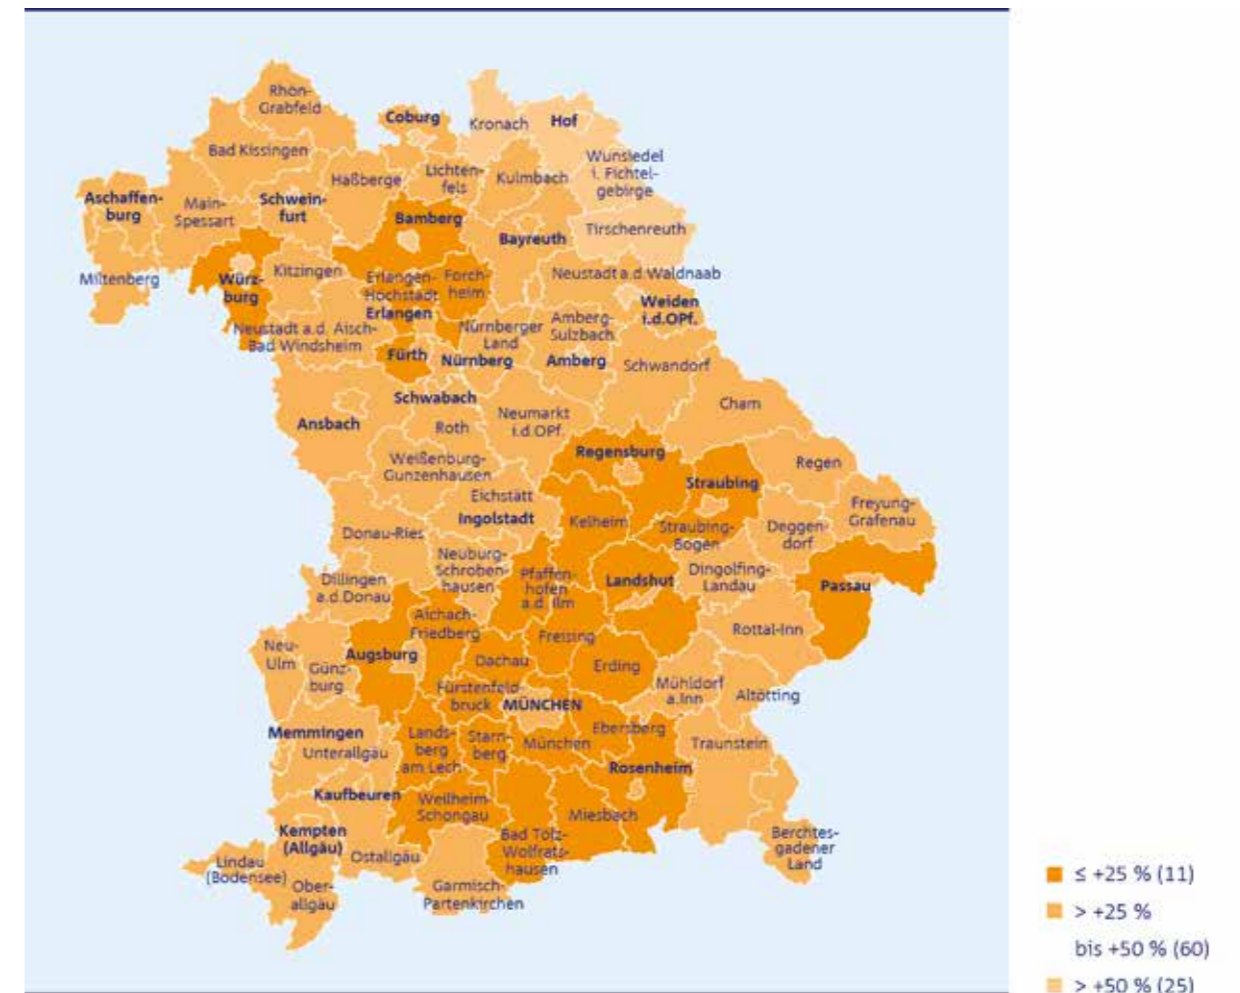 Rhön-
Grabfeld
Coburg
Kronach
Hof
Bad Kissingen
Wunsiedel
i. Fichtel-
gebirge
Haßberge
Lichten-
fels
Kulmbach
Aschaffen-
burg
Main-
Spessart
Schwein-
furt
Bamberg
Bayreuth
Tirschenreuth
Miltenberg
Würz-
burg
Kitzingen
Erlangen-
Höchstadt
Forch-
heim
Erlangen
Neustadt a.d. Waldnaab
Weiden
i.d.OPf.
Neustadt a.d. Aisch-
Bad Windsheim
Nürnberger
Land
Amberg-
Sulzbach
Fürth
Nürnberg
Amberg
Schwandorf
Ansbach
Schwabach
Roth
Neumarkt
i.d.OPf.
Cham
Weißenburg-
Gunzenhausen
Regensburg
Straubing
Regen
Eichstätt
Ingolstadt
Kelheim
Straubing-
Bogen
Deggen-
dorf
Freyung-
Grafenau
Donau-Ries
Neuburg-
Schroben-
hausen
Pfaffen-
hofen
a.d. Ilm
Landshut
Dingolfing-
Landau
Passau
Dillingen
a.d.Donau
Aichach-
Friedberg
Freising
Rottal-Inn
Neu-
Ulm
Günz-
burg
Augsburg
Dachau
Erding
Fürstenfeld-
bruck
MÜNCHEN
Mühldorf
a.Inn
Altötting
Memmingen
Unterallgäu
Lands-
berg
am Lech
Starn-
berg
München
Ebersberg
Traunstein
Rosenheim
Kaufbeuren
Weilheim-
Schongau
Miesbach
Kempten
(Allgäu)
Bad Tölz-
Wolfrats-
hausen
Berchtes-
gadener
Land
Lindau
(Bodensee)
Ober-
allgäu
Ostallgäu
Garmisch-
Partenkirchen
≤ +25 % (11)
> +25 %
bis +50 % (60)
> +50 % (25)